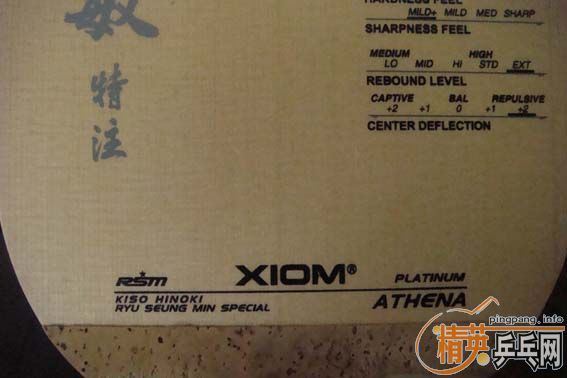 敏
特
注
HARDNESS FEEL
MILD+ MILD MED SHARP
SHARPNESS FEEL
MEDIUM HIGH
LO MID HI STD EXT
REBOUND LEVEL
CAPTIVE BAL REPULSIVE
+2 +1 0 +1 +2
CENTER DEFLECTION
RSM XIOM® PLATINUM
KISO HINOKI ATHENA
RYU SEUNG MIN SPECIAL
pingpang.info
精英乒乓网